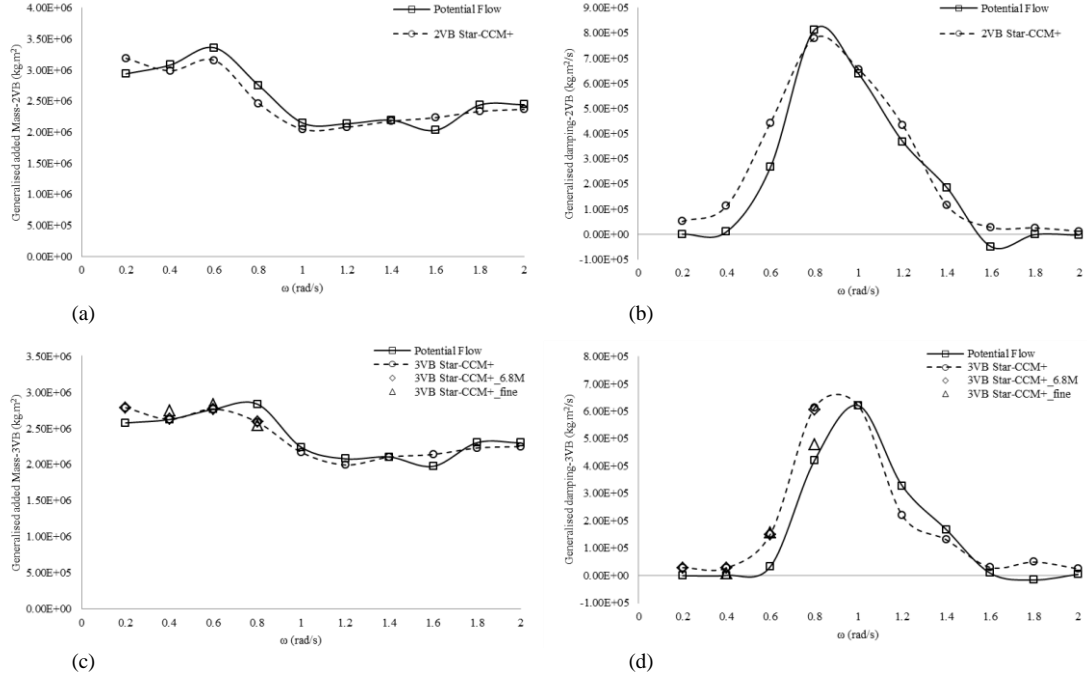 Potential Flow
2VB Star-CCM+
Generalised added Mass-2VB (kg.m²)
4.00E+06
3.50E+06
3.00E+06
2.50E+06
2.00E+06
1.50E+06
1.00E+06
5.00E+05
0.00E+00
0 0.2 0.4 0.6 0.8 1 1.2 1.4 1.6 1.8 2
ω (rad/s)
(a)
Potential Flow
2VB Star-CCM+
Generalised damping-2VB (kg.m²/s)
9.00E+05
8.00E+05
7.00E+05
6.00E+05
5.00E+05
4.00E+05
3.00E+05
2.00E+05
1.00E+05
0.00E+00
-1.00E+05
0 0.2 0.4 0.6 0.8 1 1.2 1.4 1.6 1.8 2
ω (rad/s)
(b)
Potential Flow
3VB Star-CCM+
3VB Star-CCM+_6.8M
3VB Star-CCM+_fine
Generalised added Mass-3VB (kg.m²)
3.50E+06
3.00E+06
2.50E+06
2.00E+06
1.50E+06
1.00E+06
5.00E+05
0.00E+00
0 0.2 0.4 0.6 0.8 1 1.2 1.4 1.6 1.8 2
ω (rad/s)
(c)
Potential Flow
3VB Star-CCM+
3VB Star-CCM+_6.8M
3VB Star-CCM+_fine
Generalised damping-3VB (kg.m²/s)
8.00E+05
7.00E+05
6.00E+05
5.00E+05
4.00E+05
3.00E+05
2.00E+05
1.00E+05
0.00E+00
-1.00E+05
0 0.2 0.4 0.6 0.8 1 1.2 1.4 1.6 1.8 2
ω (rad/s)
(d)